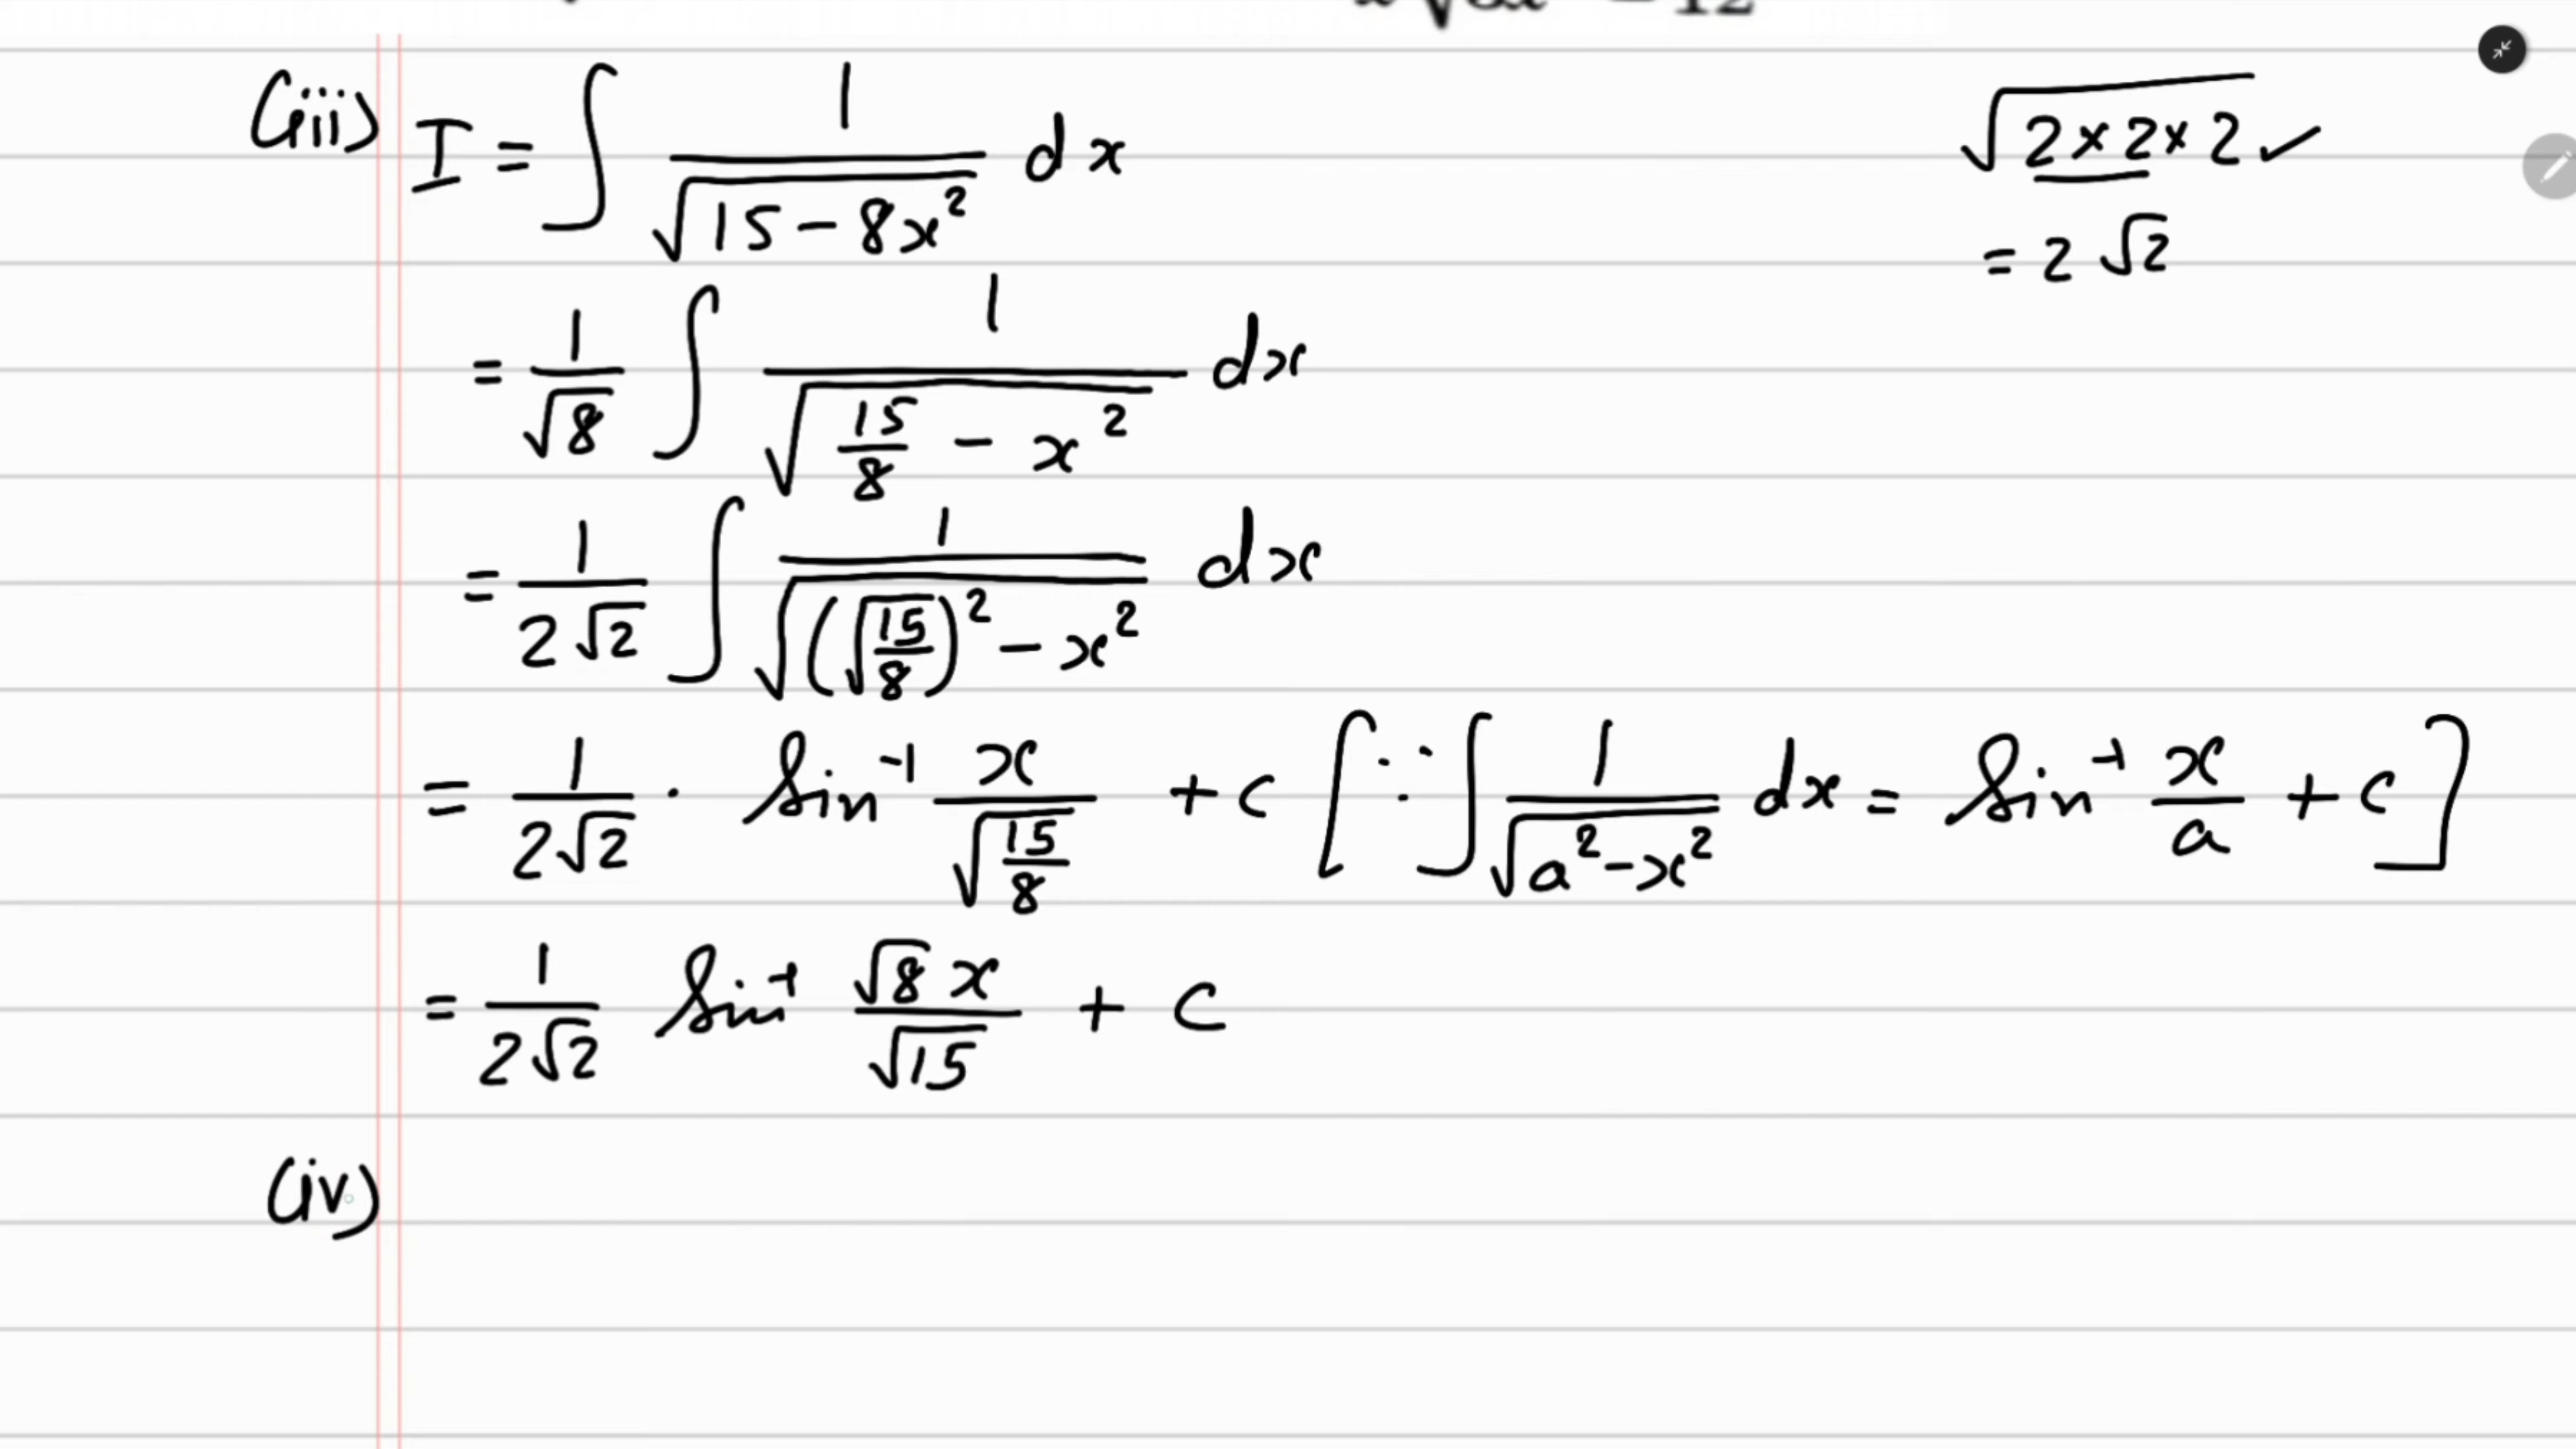 - 12
(iii) I = ∫ 1/√(15 - 8x²) dx
√(2 × 2 × 2) ✓
= 2√2
= 1/√8 ∫ 1/√(15/8 - x²) dx
= 1/(2√2) ∫ 1/√((√(15/8))² - x²) dx
= 1/(2√2) · Sin⁻¹ x/√(15/8) + c [∵ ∫ 1/√(a² - x²) dx = Sin⁻¹ x/a + c]
= 1/(2√2) Sin⁻¹ √8 x/√15 + c
(iv)